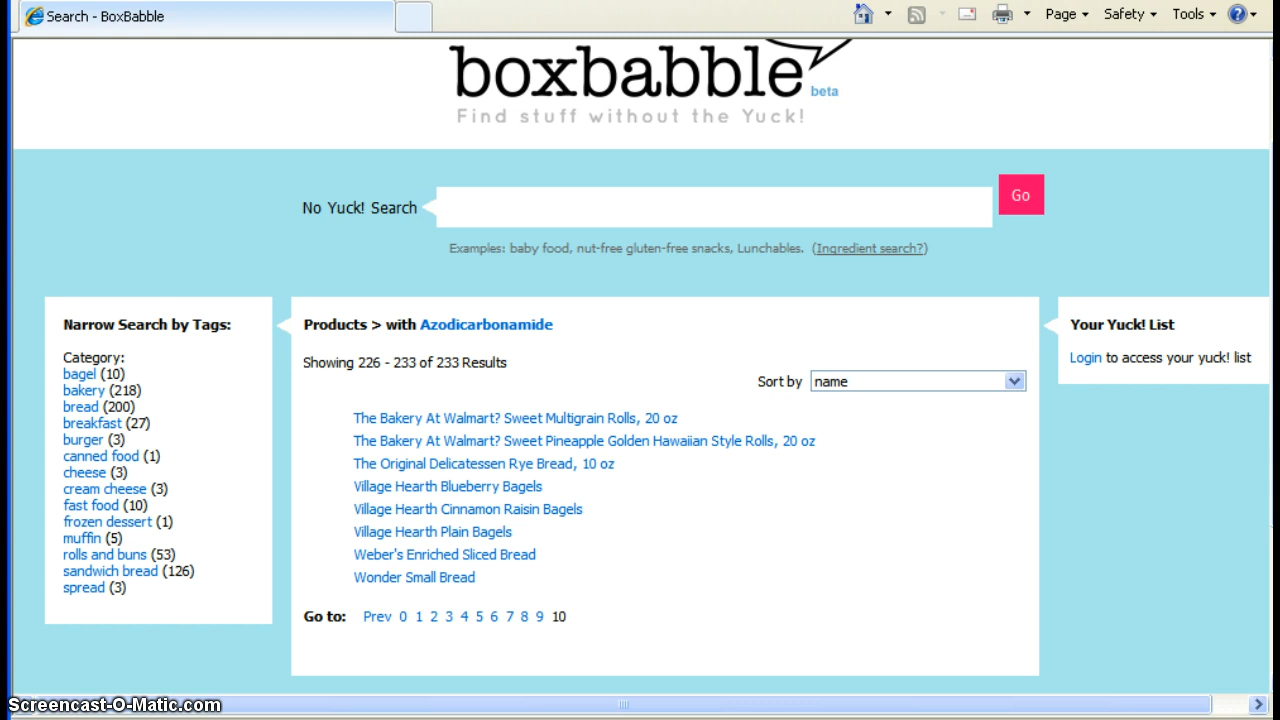 Search - BoxBabble
Page
Safety
Tools
boxbabble
beta
Find stuff without the Yuck!
No Yuck! Search
Go
Examples: baby food, nut-free gluten-free snacks, Lunchables. (Ingredient search?)
Narrow Search by Tags:
Category:
bagel (10)
bakery (218)
bread (200)
breakfast (27)
burger (3)
canned food (1)
cheese (3)
cream cheese (3)
fast food (10)
frozen dessert (1)
muffin (5)
rolls and buns (53)
sandwich bread (126)
spread (3)
Products > with Azodicarbonamide
Showing 226 - 233 of 233 Results
Sort by name
The Bakery At Walmart? Sweet Multigrain Rolls, 20 oz
The Bakery At Walmart? Sweet Pineapple Golden Hawaiian Style Rolls, 20 oz
The Original Delicatessen Rye Bread, 10 oz
Village Hearth Blueberry Bagels
Village Hearth Cinnamon Raisin Bagels
Village Hearth Plain Bagels
Weber's Enriched Sliced Bread
Wonder Small Bread
Go to: Prev 0 1 2 3 4 5 6 7 8 9 10
Your Yuck! List
Login to access your yuck! list
Screencast-O-Matic.com